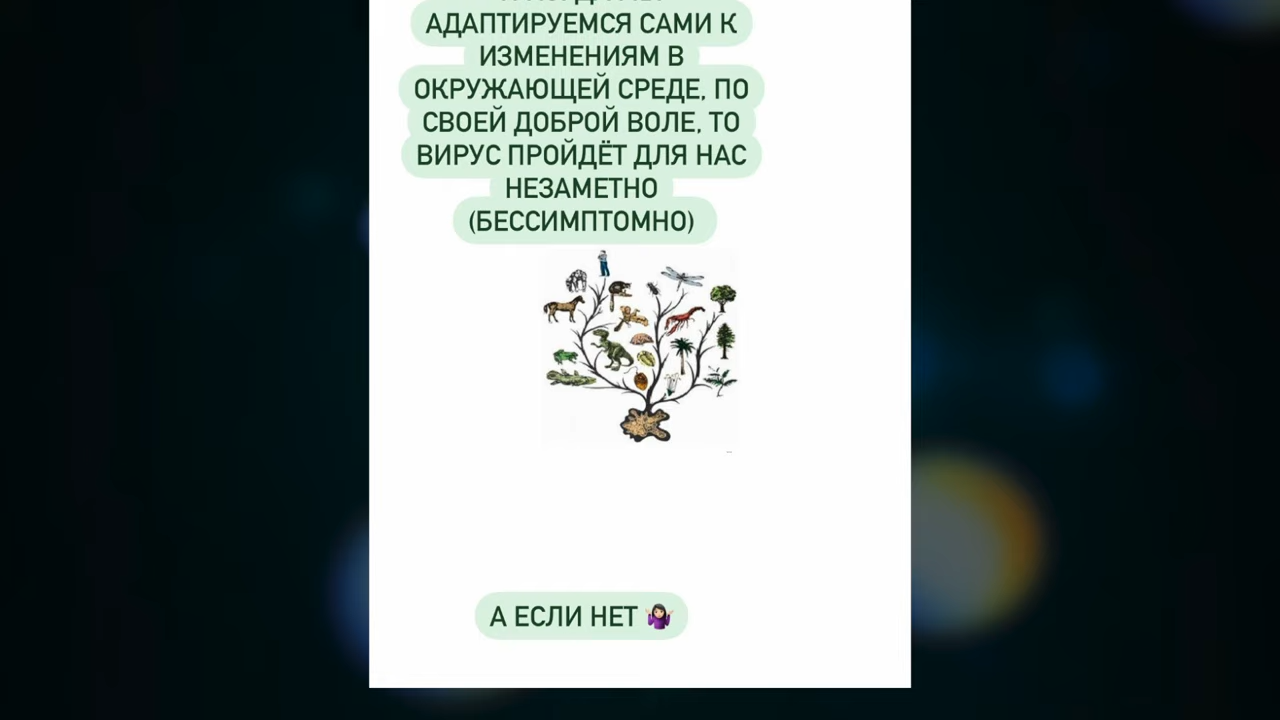 АДАПТИРУЕМСЯ САМИ К
ИЗМЕНЕНИЯМ В
ОКРУЖАЮЩЕЙ СРЕДЕ, ПО
СВОЕЙ ДОБРОЙ ВОЛЕ, ТО
ВИРУС ПРОЙДЁТ ДЛЯ НАС
НЕЗАМЕТНО
(БЕССИМПТОМНО)
А ЕСЛИ НЕТ 🤷🏻‍♀️